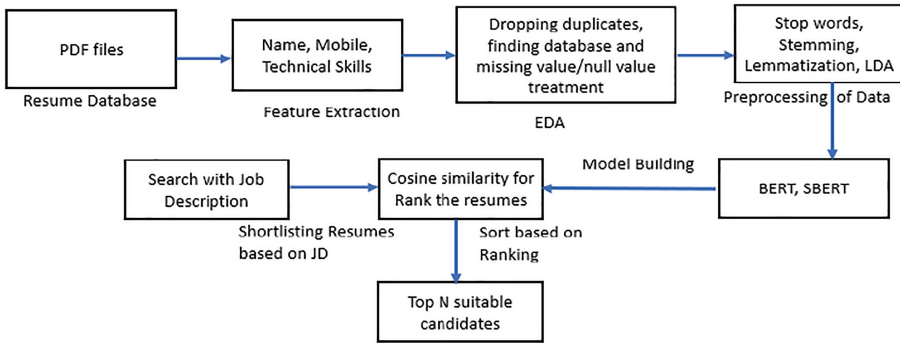 PDF files
Resume Database
Name, Mobile,
Technical Skills
Feature Extraction
Dropping duplicates,
finding database and
missing value/null value
treatment
EDA
Stop words,
Stemming,
Lemmatization, LDA
Preprocessing of Data
BERT, SBERT
Model Building
Cosine similarity for
Rank the resumes
Search with Job
Description
Shortlisting Resumes
based on JD
Sort based on
Ranking
Top N suitable
candidates